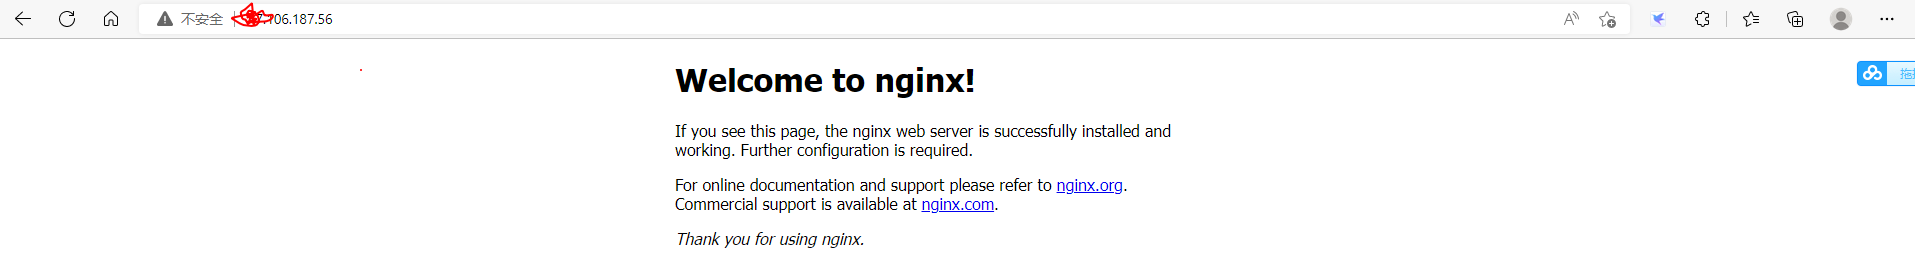 不安全
.106.187.56
Welcome to nginx!
If you see this page, the nginx web server is successfully installed and
working. Further configuration is required.
For online documentation and support please refer to nginx.org.
Commercial support is available at nginx.com.
Thank you for using nginx.